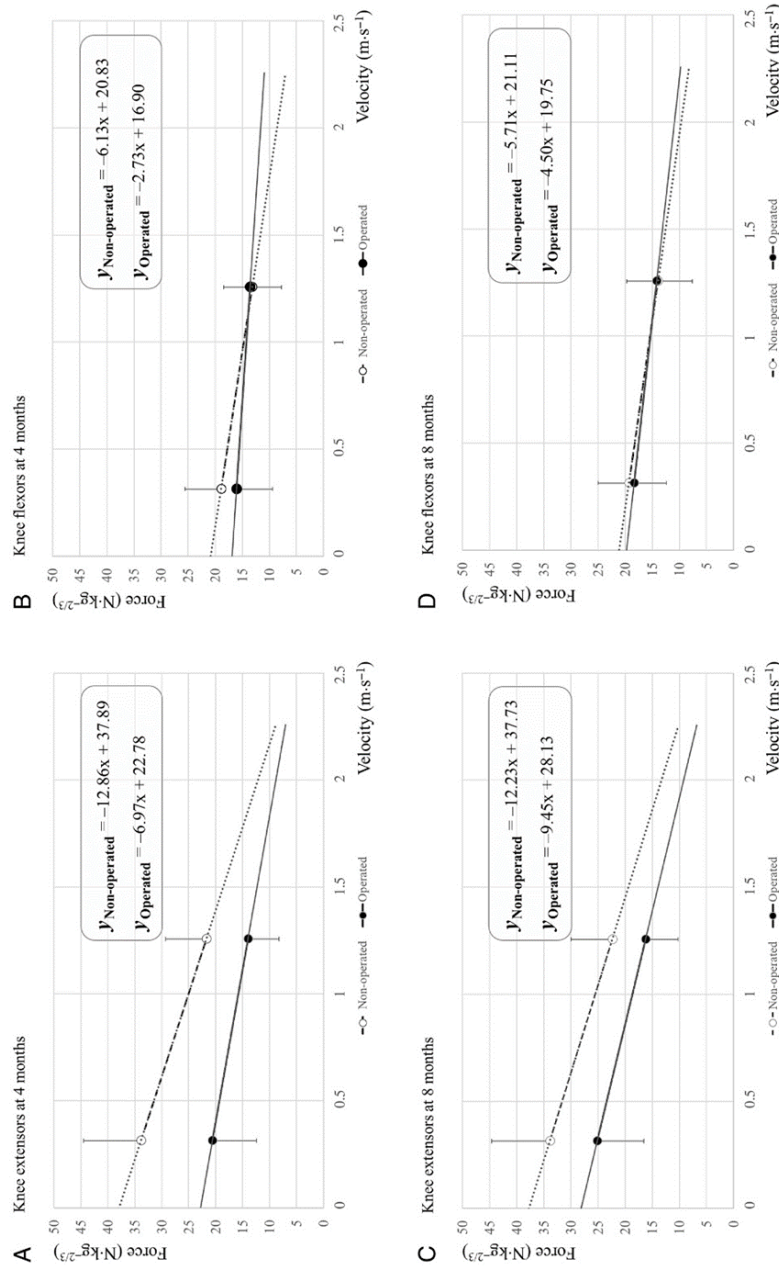 A
Knee extensors at 4 months
Force (N·kg⁻²/³)
50
45
40
35
30
25
20
15
10
5
0
y Non-operated = −12.86x + 37.89
y Operated = −6.97x + 22.78
0 0.5 1 1.5 2 2.5
Velocity (m·s⁻¹)
Non-operated Operated
B
Knee flexors at 4 months
Force (N·kg⁻²/³)
50
45
40
35
30
25
20
15
10
5
0
y Non-operated = −6.13x + 20.83
y Operated = −2.73x + 16.90
0 0.5 1 1.5 2 2.5
Velocity (m·s⁻¹)
Non-operated Operated
C
Knee extensors at 8 months
Force (N·kg⁻²/³)
50
45
40
35
30
25
20
15
10
5
0
y Non-operated = −12.23x + 37.73
y Operated = −9.45x + 28.13
0 0.5 1 1.5 2 2.5
Velocity (m·s⁻¹)
Non-operated Operated
D
Knee flexors at 8 months
Force (N·kg⁻²/³)
50
45
40
35
30
25
20
15
10
5
0
y Non-operated = −5.71x + 21.11
y Operated = −4.50x + 19.75
0 0.5 1 1.5 2 2.5
Velocity (m·s⁻¹)
Non-operated Operated